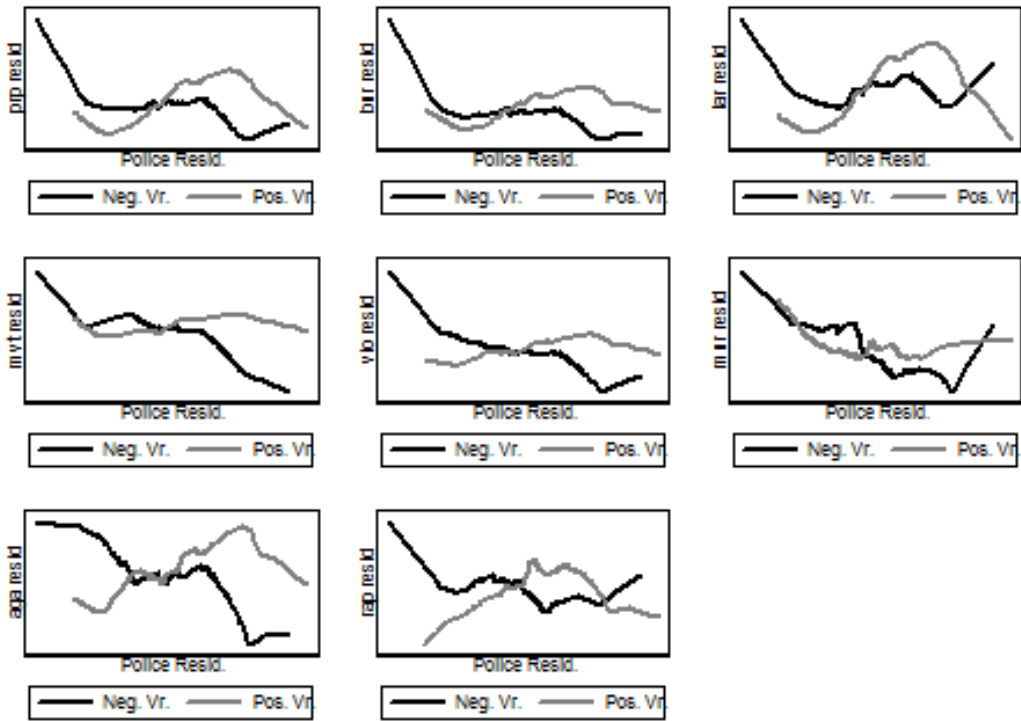 prp resid
Police Resid.
Neg. Vr. Pos. Vr.
bur resid
Police Resid.
Neg. Vr. Pos. Vr.
lar resid
Police Resid.
Neg. Vr. Pos. Vr.
mvt resid
Police Resid.
Neg. Vr. Pos. Vr.
vio resid
Police Resid.
Neg. Vr. Pos. Vr.
mur resid
Police Resid.
Neg. Vr. Pos. Vr.
aga resid
Police Resid.
Neg. Vr. Pos. Vr.
rap resid
Police Resid.
Neg. Vr. Pos. Vr.